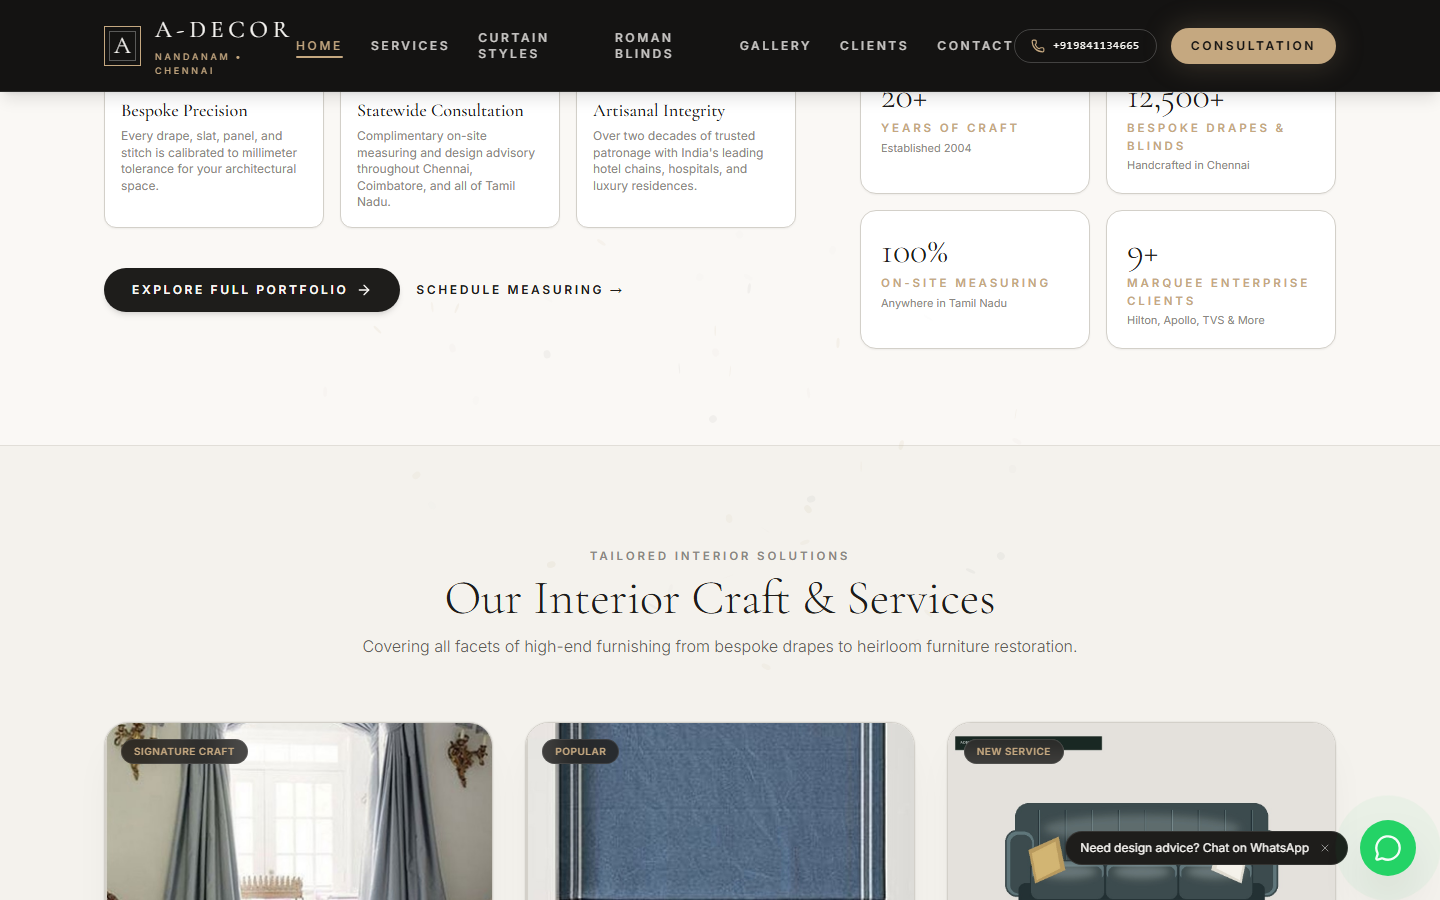 A
A-DECOR
NANDANAM •
CHENNAI
HOME
SERVICES
CURTAIN
STYLES
ROMAN
BLINDS
GALLERY
CLIENTS
CONTACT
+919841134665
CONSULTATION
Bespoke Precision
Every drape, slat, panel, and
stitch is calibrated to millimeter
tolerance for your architectural
space.
Statewide Consultation
Complimentary on-site
measuring and design advisory
throughout Chennai,
Coimbatore, and all of Tamil
Nadu.
Artisanal Integrity
Over two decades of trusted
patronage with India's leading
hotel chains, hospitals, and
luxury residences.
20+
YEARS OF CRAFT
Established 2004
12,500+
BESPOKE DRAPES &
BLINDS
Handcrafted in Chennai
100%
ON-SITE MEASURING
Anywhere in Tamil Nadu
9+
MARQUEE ENTERPRISE
CLIENTS
Hilton, Apollo, TVS & More
EXPLORE FULL PORTFOLIO →
SCHEDULE MEASURING →
TAILORED INTERIOR SOLUTIONS
Our Interior Craft & Services
Covering all facets of high-end furnishing from bespoke drapes to heirloom furniture restoration.
SIGNATURE CRAFT
POPULAR
NEW SERVICE
Need design advice? Chat on WhatsApp ×